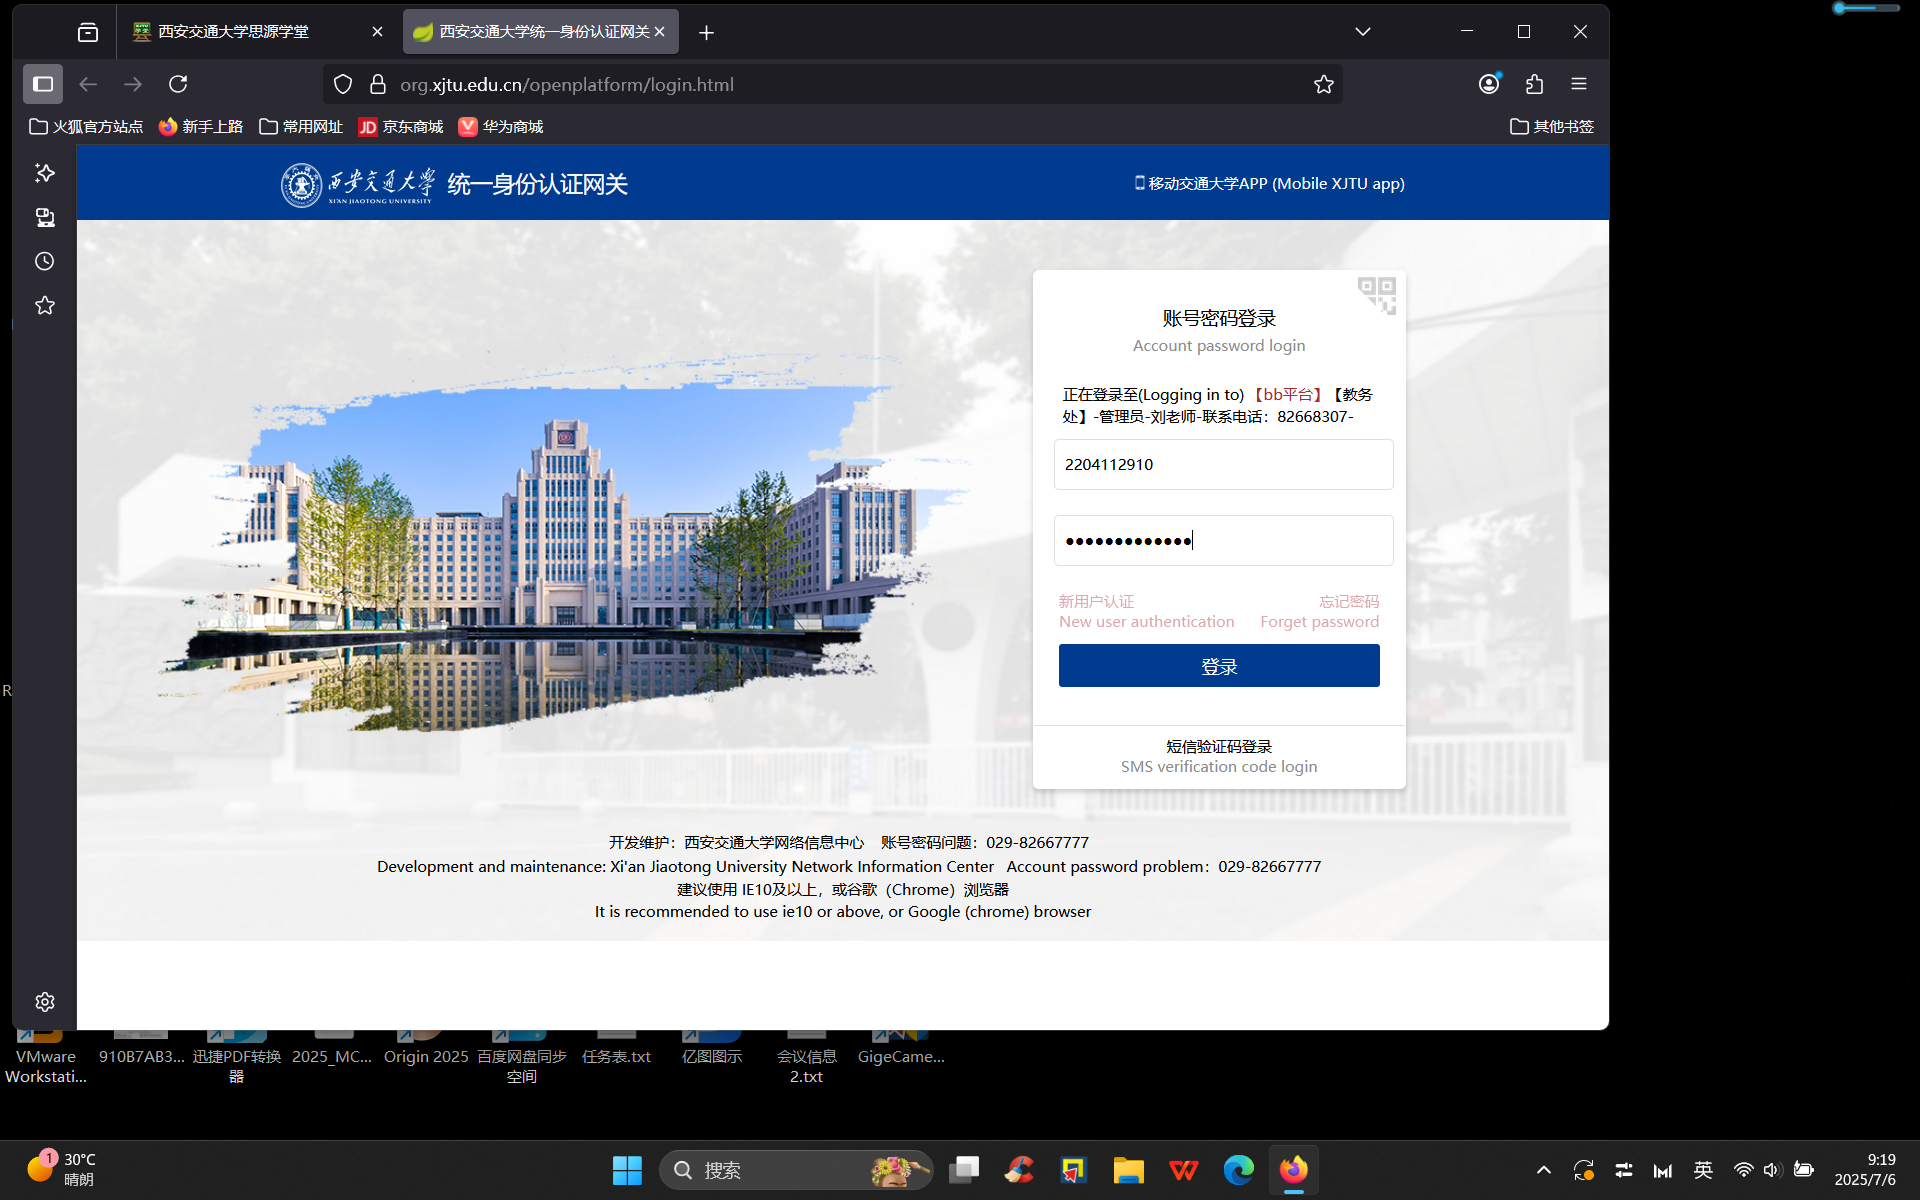 西安交通大学思源学堂
西安交通大学统一身份认证网关
org.xjtu.edu.cn/openplatform/login.html
火狐官方站点
新手上路
常用网址
JD 京东商城
华为商城
其他书签
西安交通大学
XI'AN JIAOTONG UNIVERSITY
统一身份认证网关
移动交通大学APP (Mobile XJTU app)
账号密码登录
Account password login
正在登录至(Logging in to) 【bb平台】【教务
处】-管理员-刘老师-联系电话：82668307-
2204112910
●●●●●●●●●●●●●
新用户认证
忘记密码
New user authentication
Forget password
登录
短信验证码登录
SMS verification code login
开发维护：西安交通大学网络信息中心 账号密码问题：029-82667777
Development and maintenance: Xi'an Jiaotong University Network Information Center Account password problem：029-82667777
建议使用 IE10及以上，或谷歌（Chrome）浏览器
It is recommended to use ie10 or above, or Google (chrome) browser
R
VMware
Workstati...
910B7AB3...
迅捷PDF转换
器
2025_MC...
Origin 2025
百度网盘同步
空间
任务表.txt
亿图图示
会议信息
2.txt
GigeCame...
1
30°C
晴朗
搜索
英
9:19
2025/7/6